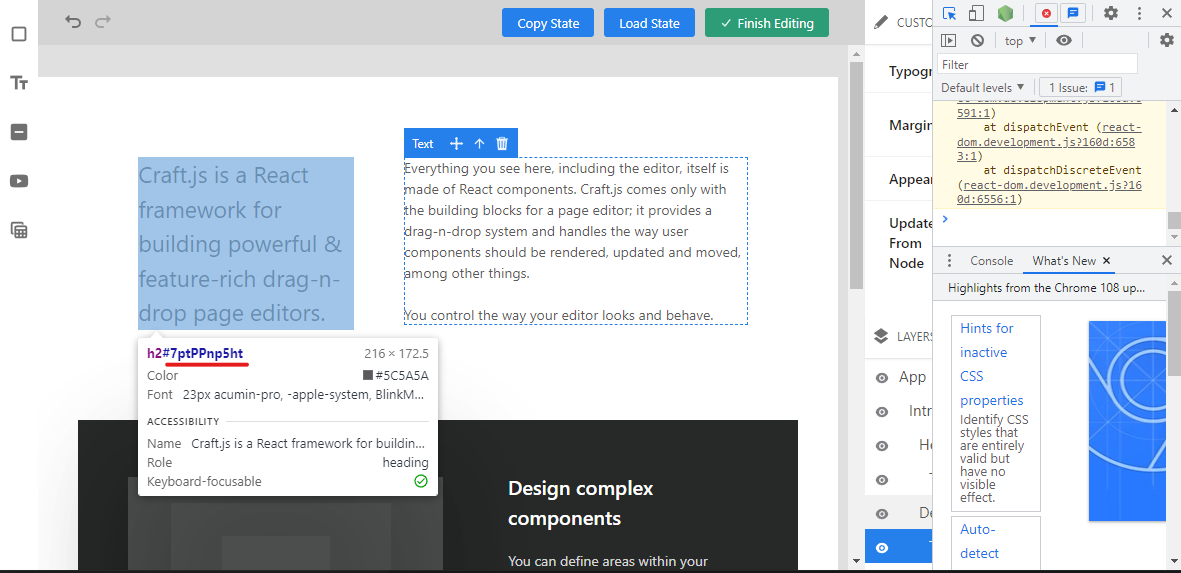 Copy State
Load State
✓ Finish Editing
Text
Craft.js is a React
framework for
building powerful &
feature-rich drag-n-
drop page editors.
Everything you see here, including the editor, itself is
made of React components. Craft.js comes only with
the building blocks for a page editor; it provides a
drag-n-drop system and handles the way user
components should be rendered, updated and moved,
among other things.
You control the way your editor looks and behave.
h2#7ptPPnp5ht 216 × 172.5
Color #5C5A5A
Font 23px acumin-pro, -apple-system, BlinkM...
ACCESSIBILITY
Name Craft.js is a React framework for buildin...
Role heading
Keyboard-focusable
Design complex
components
You can define areas within your
CUSTO
Typogr
Margin
Appear
Update
From
Node
LAYERS
App
Intr
He
T
De
T
top ▼
Filter
Default levels ▼ 1 Issue: 1
591:1)
at dispatchEvent (react-
dom.development.js?160d:658
3:1)
at dispatchDiscreteEvent
(react-dom.development.js?16
0d:6556:1)
Console What's New ×
Highlights from the Chrome 108 up...
Hints for
inactive
CSS
properties
Identify CSS
styles that
are entirely
valid but
have no
visible
effect.
Auto-
detect